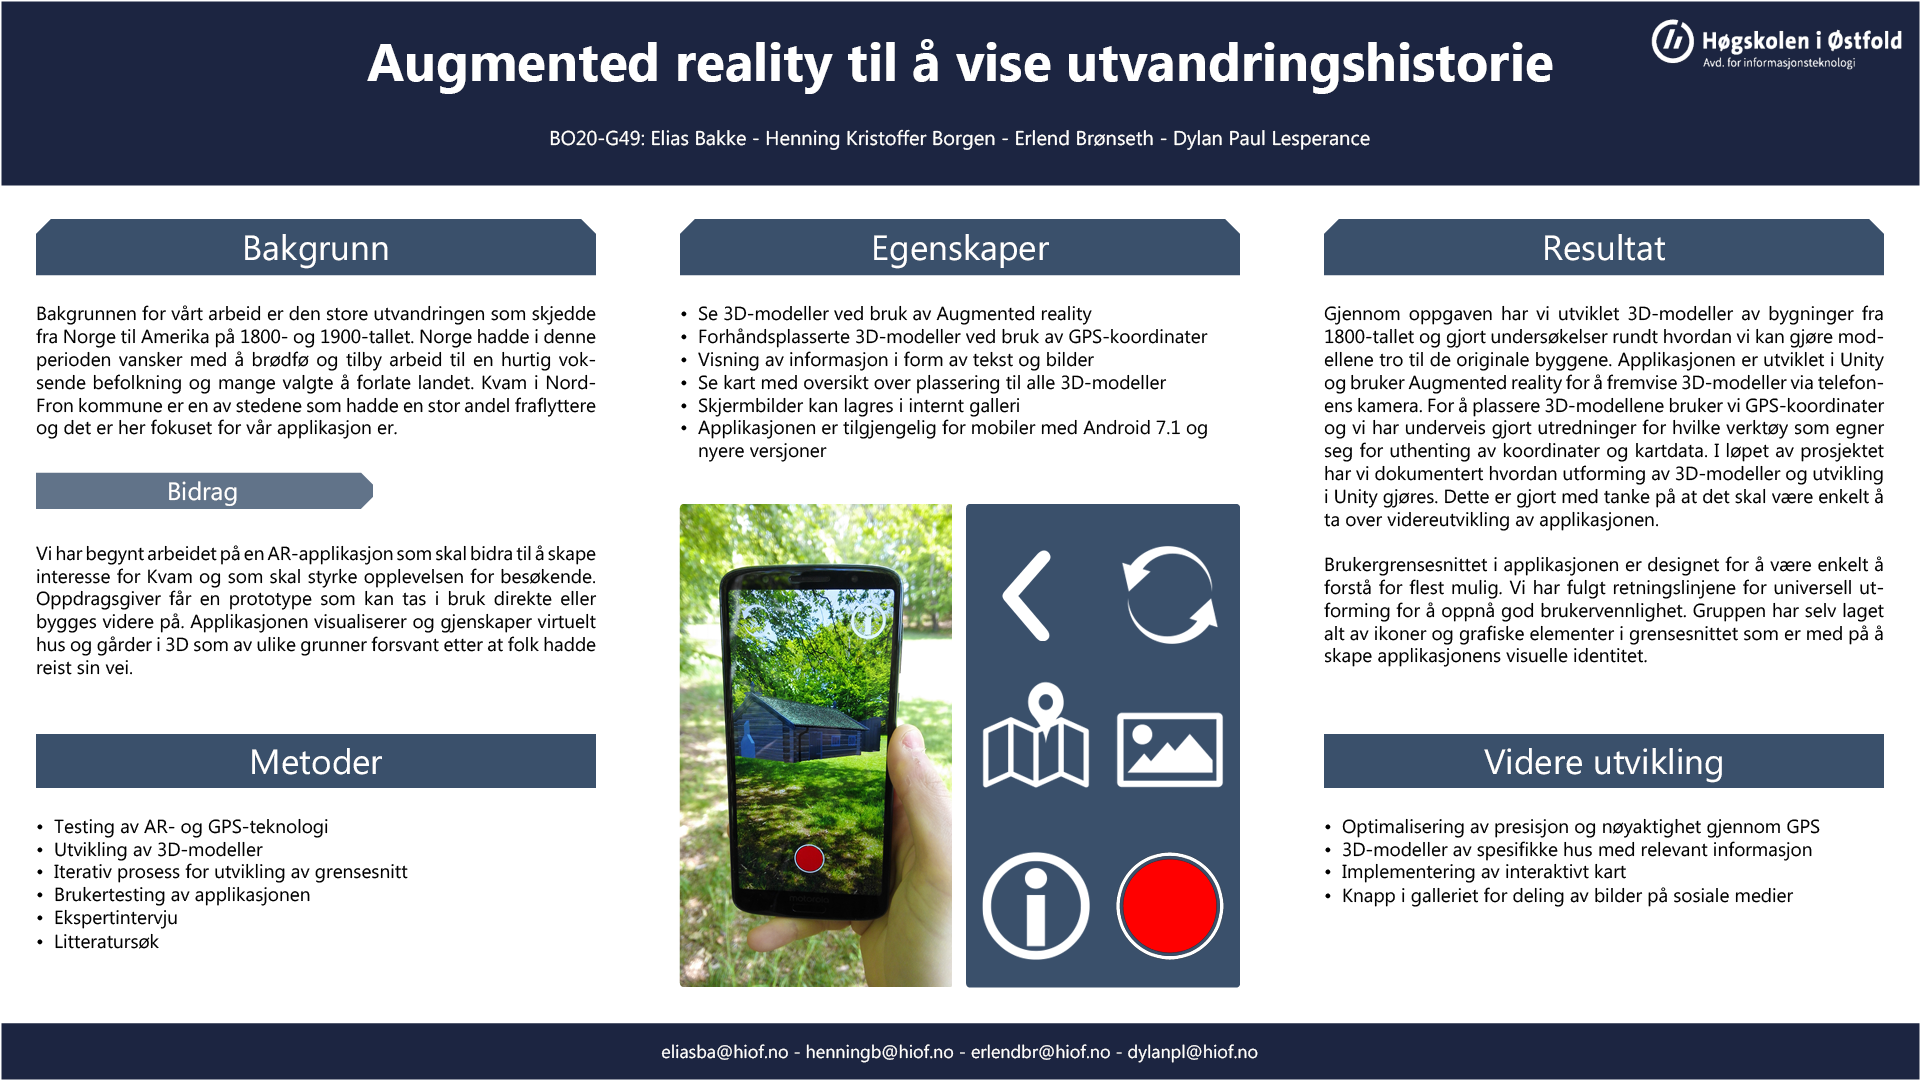 Augmented reality til å vise utvandringshistorie
Høgskolen i Østfold
Avd. for informasjonsteknologi
BO20-G49: Elias Bakke - Henning Kristoffer Borgen - Erlend Brønseth - Dylan Paul Lesperance
Bakgrunn
Bakgrunnen for vårt arbeid er den store utvandringen som skjedde
fra Norge til Amerika på 1800- og 1900-tallet. Norge hadde i denne
perioden vansker med å brødfø og tilby arbeid til en hurtig vok-
sende befolkning og mange valgte å forlate landet. Kvam i Nord-
Fron kommune er en av stedene som hadde en stor andel fraflyttere
og det er her fokuset for vår applikasjon er.
Bidrag
Vi har begynt arbeidet på en AR-applikasjon som skal bidra til å skape
interesse for Kvam og som skal styrke opplevelsen for besøkende.
Oppdragsgiver får en prototype som kan tas i bruk direkte eller
bygges videre på. Applikasjonen visualiserer og gjenskaper virtuelt
hus og gårder i 3D som av ulike grunner forsvant etter at folk hadde
reist sin vei.
Metoder
• Testing av AR- og GPS-teknologi
• Utvikling av 3D-modeller
• Iterativ prosess for utvikling av grensesnitt
• Brukertesting av applikasjonen
• Ekspertintervju
• Litteratursøk
Egenskaper
• Se 3D-modeller ved bruk av Augmented reality
• Forhåndsplasserte 3D-modeller ved bruk av GPS-koordinater
• Visning av informasjon i form av tekst og bilder
• Se kart med oversikt over plassering til alle 3D-modeller
• Skjermbilder kan lagres i internt galleri
• Applikasjonen er tilgjengelig for mobiler med Android 7.1 og
nyere versjoner
Resultat
Gjennom oppgaven har vi utviklet 3D-modeller av bygninger fra
1800-tallet og gjort undersøkelser rundt hvordan vi kan gjøre mod-
ellene tro til de originale byggene. Applikasjonen er utviklet i Unity
og bruker Augmented reality for å fremvise 3D-modeller via telefon-
ens kamera. For å plassere 3D-modellene bruker vi GPS-koordinater
og vi har underveis gjort utredninger for hvilke verktøy som egner
seg for uthenting av koordinater og kartdata. I løpet av prosjektet
har vi dokumentert hvordan utforming av 3D-modeller og utvikling
i Unity gjøres. Dette er gjort med tanke på at det skal være enkelt å
ta over videreutvikling av applikasjonen.
Brukergrensesnittet i applikasjonen er designet for å være enkelt å
forstå for flest mulig. Vi har fulgt retningslinjene for universell ut-
forming for å oppnå god brukervennlighet. Gruppen har selv laget
alt av ikoner og grafiske elementer i grensesnittet som er med på å
skape applikasjonens visuelle identitet.
Videre utvikling
• Optimalisering av presisjon og nøyaktighet gjennom GPS
• 3D-modeller av spesifikke hus med relevant informasjon
• Implementering av interaktivt kart
• Knapp i galleriet for deling av bilder på sosiale medier
eliasba@hiof.no - henningb@hiof.no - erlendbr@hiof.no - dylanpl@hiof.no